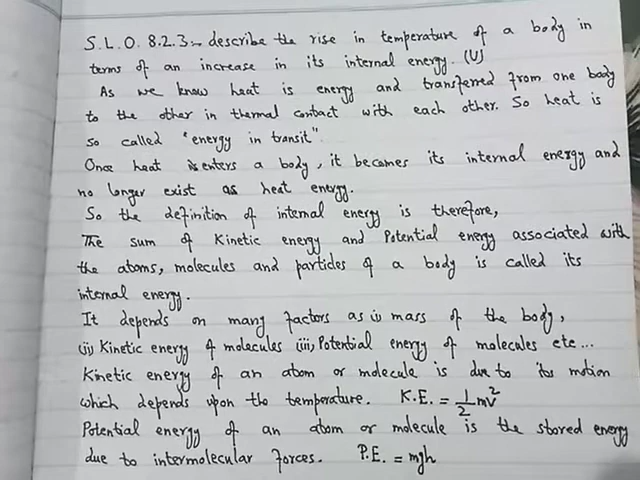 S.L.O. 8.2.3:- describe the rise in temperature of a body in
terms of an increase in its internal energy. (U)
As we know heat is energy and transferred from one body
to the other in thermal contact with each other. So heat is
so called "energy in transit".
Once heat enters a body, it becomes its internal energy and
no longer exist as heat energy.
So the definition of internal energy is therefore,
The sum of Kinetic energy and Potential energy associated with
the atoms, molecules and particles of a body is called its
internal energy.
It depends on many factors as (i) mass of the body,
(ii) Kinetic energy of molecules (iii) Potential energy of molecules etc...
Kinetic energy of an atom or molecule is due to its motion
which depends upon the temperature. K.E. = 1/2 mv²
Potential energy of an atom or molecule is the stored energy
due to intermolecular forces. P.E. = mgh